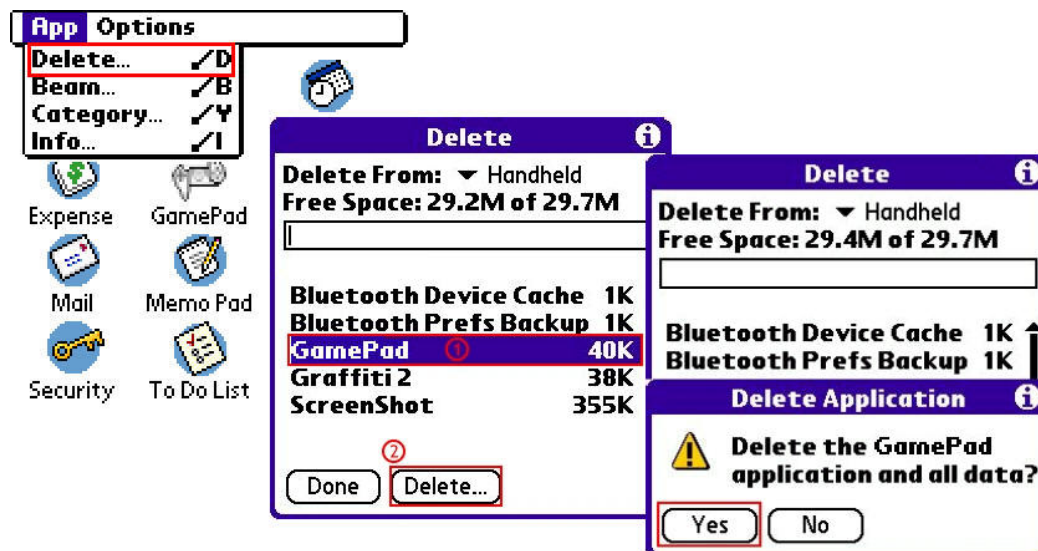 App Options
Delete... ⁄D
Beam... ⁄B
Category... ⁄Y
Info... ⁄I
Expense GamePad
Mail Memo Pad
Security To Do List
Delete i
Delete From: Handheld
Free Space: 29.2M of 29.7M
Bluetooth Device Cache 1K
Bluetooth Prefs Backup 1K
GamePad ① 40K
Graffiti 2 38K
ScreenShot 355K
②
Done Delete...
Delete i
Delete From: Handheld
Free Space: 29.4M of 29.7M
Bluetooth Device Cache 1K
Bluetooth Prefs Backup 1K
Delete Application i
Delete the GamePad
application and all data?
Yes No